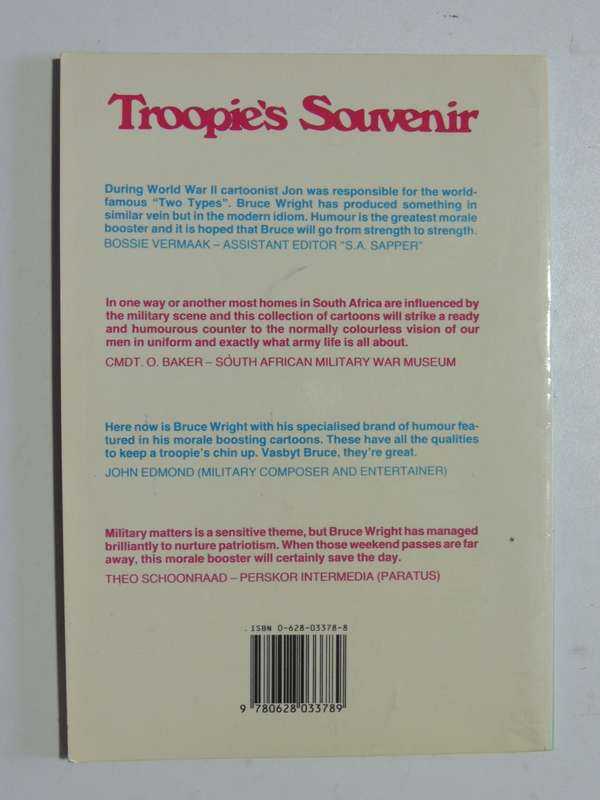 Troopie's Souvenir
During World War II cartoonist Jon was responsible for the world-
famous "Two Types". Bruce Wright has produced something in
similar vein but in the modern idiom. Humour is the greatest morale
booster and it is hoped that Bruce will go from strength to strength.
BOSSIE VERMAAK – ASSISTANT EDITOR "S.A. SAPPER"
In one way or another most homes in South Africa are influenced by
the military scene and this collection of cartoons will strike a ready
and humourous counter to the normally colourless vision of our
men in uniform and exactly what army life is all about.
CMDT. O. BAKER – SOUTH AFRICAN MILITARY WAR MUSEUM
Here now is Bruce Wright with his specialised brand of humour fea-
tured in his morale boosting cartoons. These have all the qualities
to keep a troopie's chin up. Vasbyt Bruce, they're great.
JOHN EDMOND (MILITARY COMPOSER AND ENTERTAINER)
Military matters is a sensitive theme, but Bruce Wright has managed
brilliantly to nurture patriotism. When those weekend passes are far
away, this morale booster will certainly save the day.
THEO SCHOONRAAD – PERSKOR INTERMEDIA (PARATUS)
ISBN 0-628-03378-8
9 780628 033789